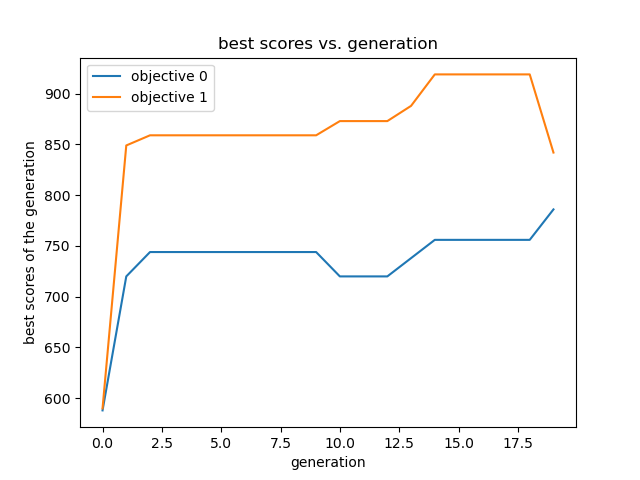 best scores vs. generation
objective 0
objective 1
best scores of the generation
900
850
800
750
700
650
600
0.0 2.5 5.0 7.5 10.0 12.5 15.0 17.5
generation